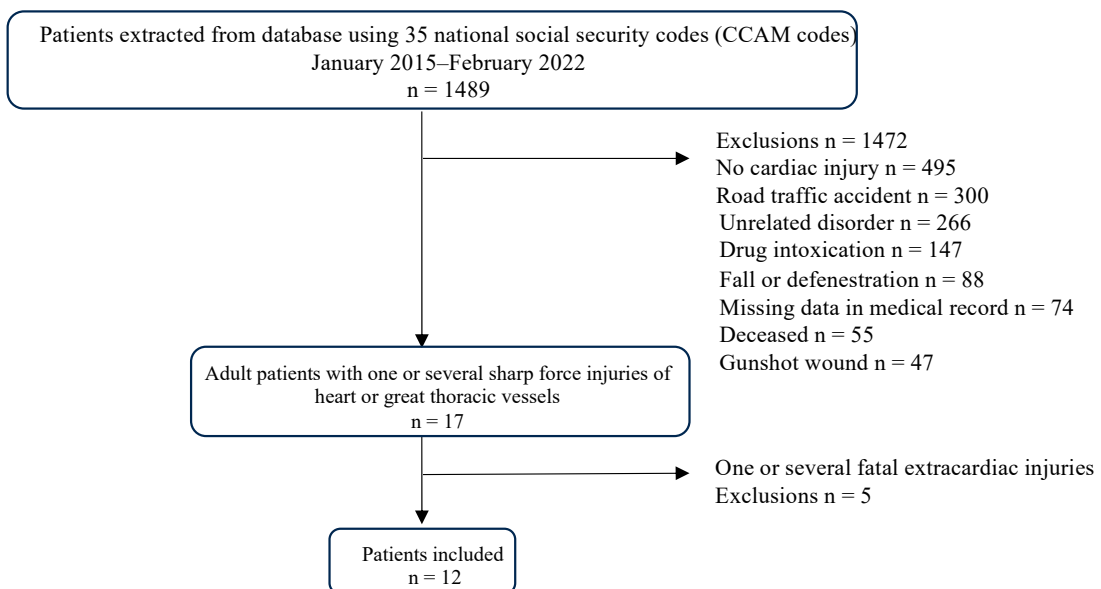 Patients extracted from database using 35 national social security codes (CCAM codes)
January 2015–February 2022
n = 1489
Exclusions n = 1472
No cardiac injury n = 495
Road traffic accident n = 300
Unrelated disorder n = 266
Drug intoxication n = 147
Fall or defenestration n = 88
Missing data in medical record n = 74
Deceased n = 55
Gunshot wound n = 47
Adult patients with one or several sharp force injuries of
heart or great thoracic vessels
n = 17
One or several fatal extracardiac injuries
Exclusions n = 5
Patients included
n = 12